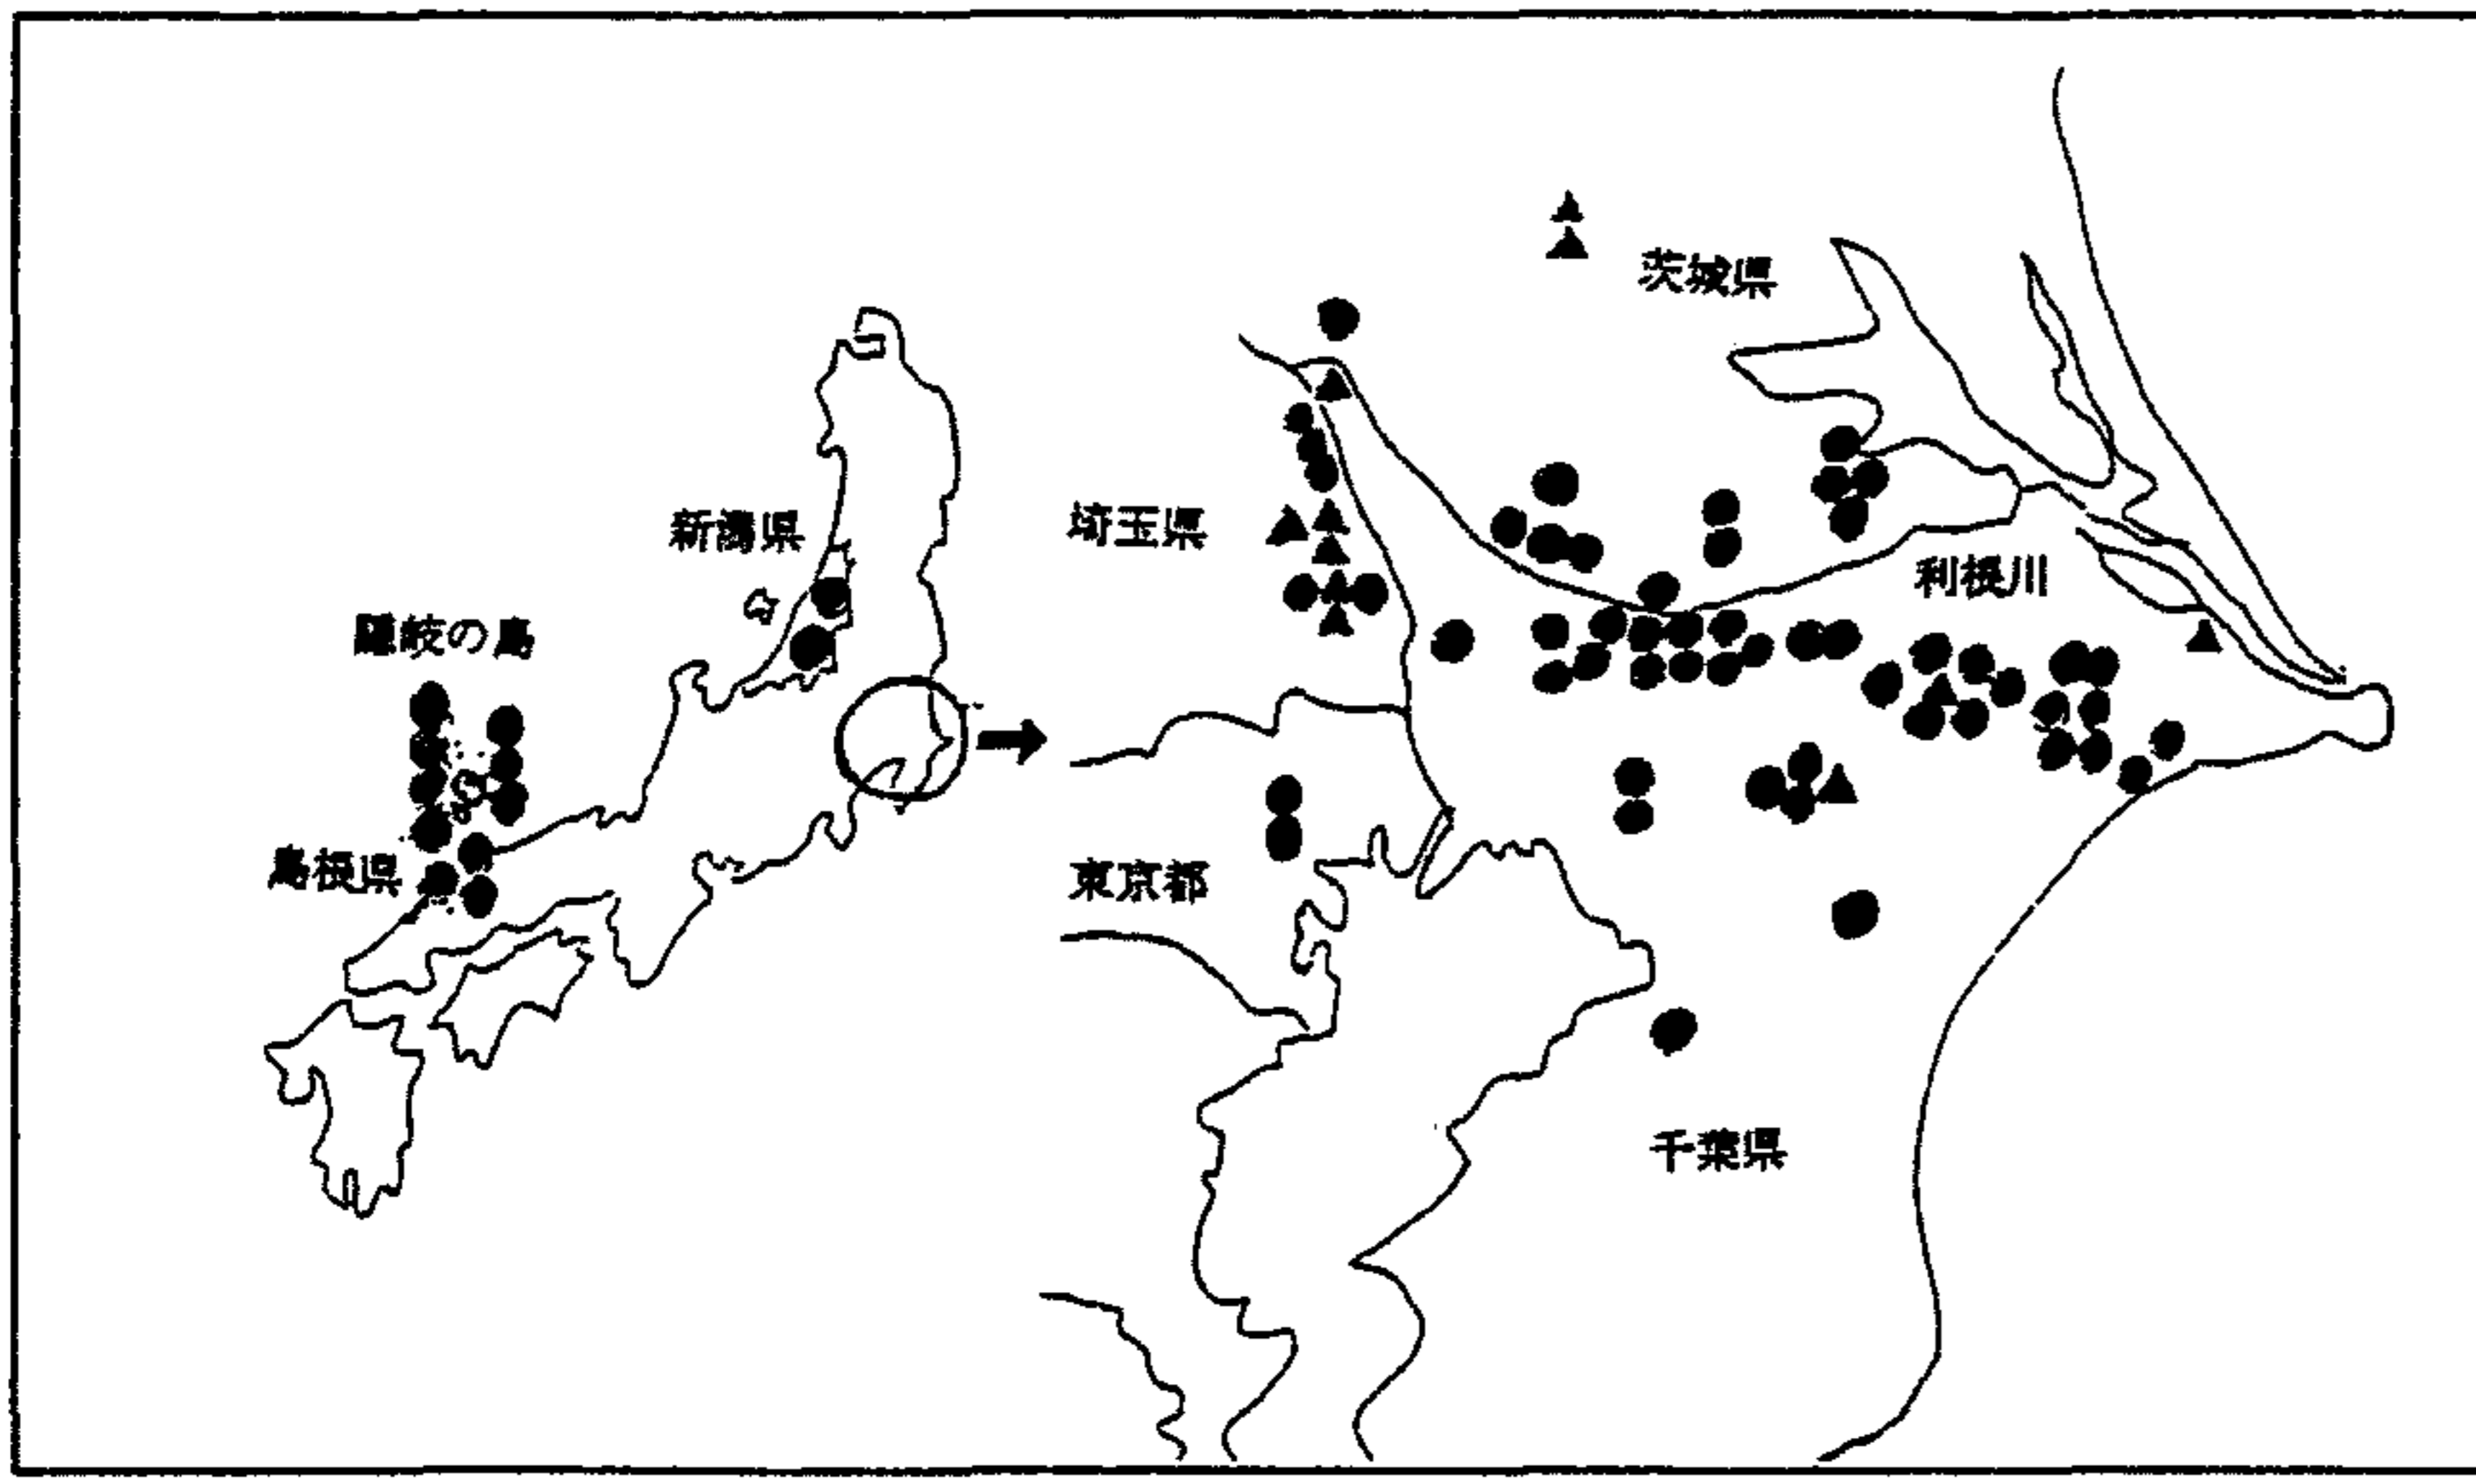 茨城県
新潟県
埼玉県
利根川
隠岐の島
島根県
東京都
千葉県